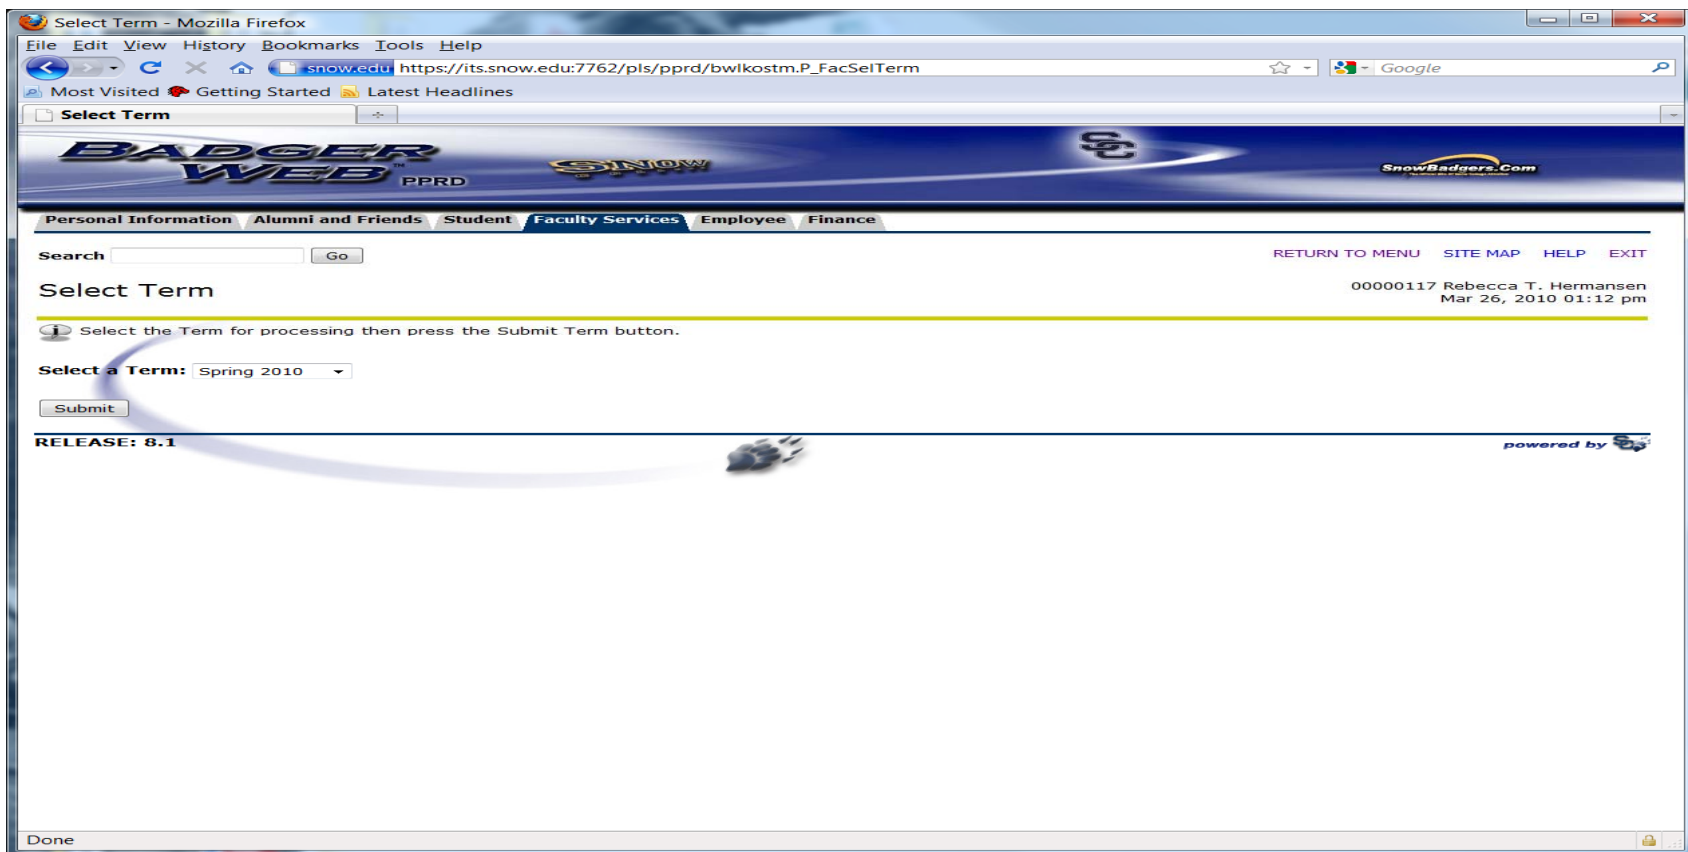 Select Term - Mozilla Firefox
File Edit View History Bookmarks Tools Help
snow.edu https://its.snow.edu:7762/pls/pprd/bwlkostm.P_FacSelTerm Google
Most Visited Getting Started Latest Headlines
Select Term
BADGER
WEB™ PPRD
SNOW
SC
SnowBadgers.Com
Personal Information Alumni and Friends Student Faculty Services Employee Finance
Search Go RETURN TO MENU SITE MAP HELP EXIT
Select Term 00000117 Rebecca T. Hermansen
Mar 26, 2010 01:12 pm
Select the Term for processing then press the Submit Term button.
Select a Term: Spring 2010
Submit
RELEASE: 8.1 powered by
Done